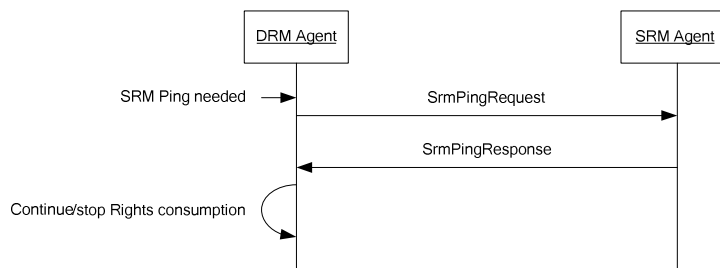 DRM Agent
SRM Agent
SRM Ping needed
SrmPingRequest
SrmPingResponse
Continue/stop Rights consumption